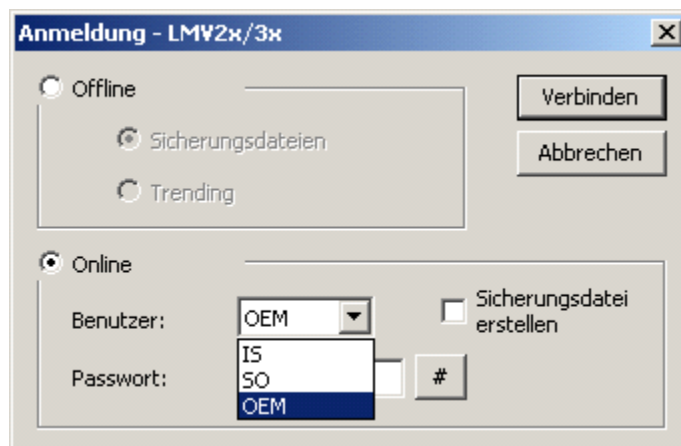 Anmeldung - LMV2x/3x
Offline
Verbinden
Sicherungsdateien
Abbrechen
Trending
Online
Benutzer:
OEM
Sicherungsdatei
erstellen
IS
Passwort:
SO
#
OEM